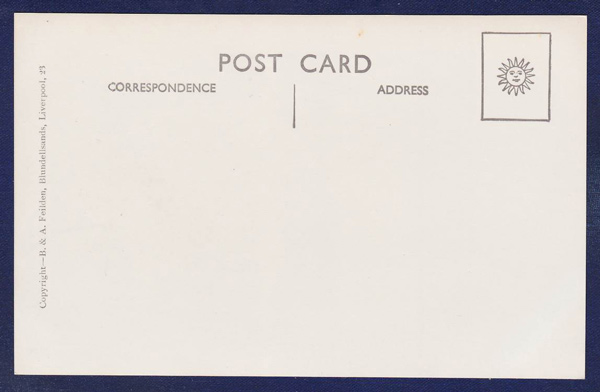 POST CARD
CORRESPONDENCE
ADDRESS
Copyright—B. & A. Feilden, Blundellsands, Liverpool, 23